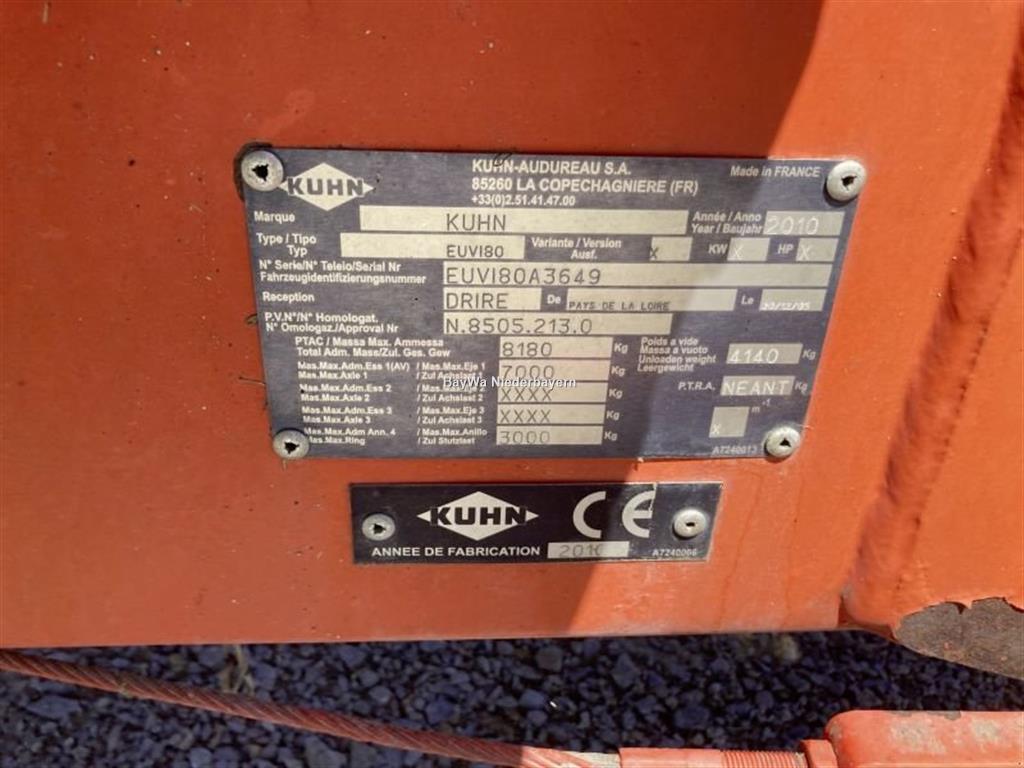 KUHN
KUHN-AUDUREAU S.A.
85260 LA COPECHAGNIERE (FR)
+33(0)2.51.41.47.00
Made in FRANCE
Marque KUHN Année / Anno 2010
Year / Baujahr
Type / Tipo EUV180 Variante / Version X KW X HP X
Typ Ausf.
N° Serie/N° Teleio/Serial Nr EUV180A3649
Fahrzeugidentifizierungsnummer
Reception DRIRE De PAYS DE LA LOIRE Le
P.V.N°/N° Homologat. N.8505.213.0
N° Omologaz./Approval Nr
PTAC / Massa Max. Ammessa 8180 Kg
Total Adm. Mass/Zul. Ges. Gew
Poids a vide 4140 Kg
Massa a vuoto
Unloaden weight
Leergewicht
Mas.Max.Adm.Ess 1(AV) / Mas.Max.Eje 1 7000 Kg
Mas.Max.Axle 1 / Zul Achslast 1
Mas.Max.Adm.Ess 2 XXXX
Mas.Max.Axle 2 / Zul Achslast 2
P.T.R.A. NEANT Kg
Mas.Max.Adm.Ess 3 / Mas.Max.Eje 3 XXXX Kg
Mas.Max.Axle 3 / Zul Achslast 3
X m-1
Mas.Max Adm Ann. 4 / Mas.Max.Anillo 3000 Kg
Mas.Max.Ring / Zul Stutzlast
A7240013
BayWa Niederbayern
KUHN CE
ANNEE DE FABRICATION 2010 A7240066